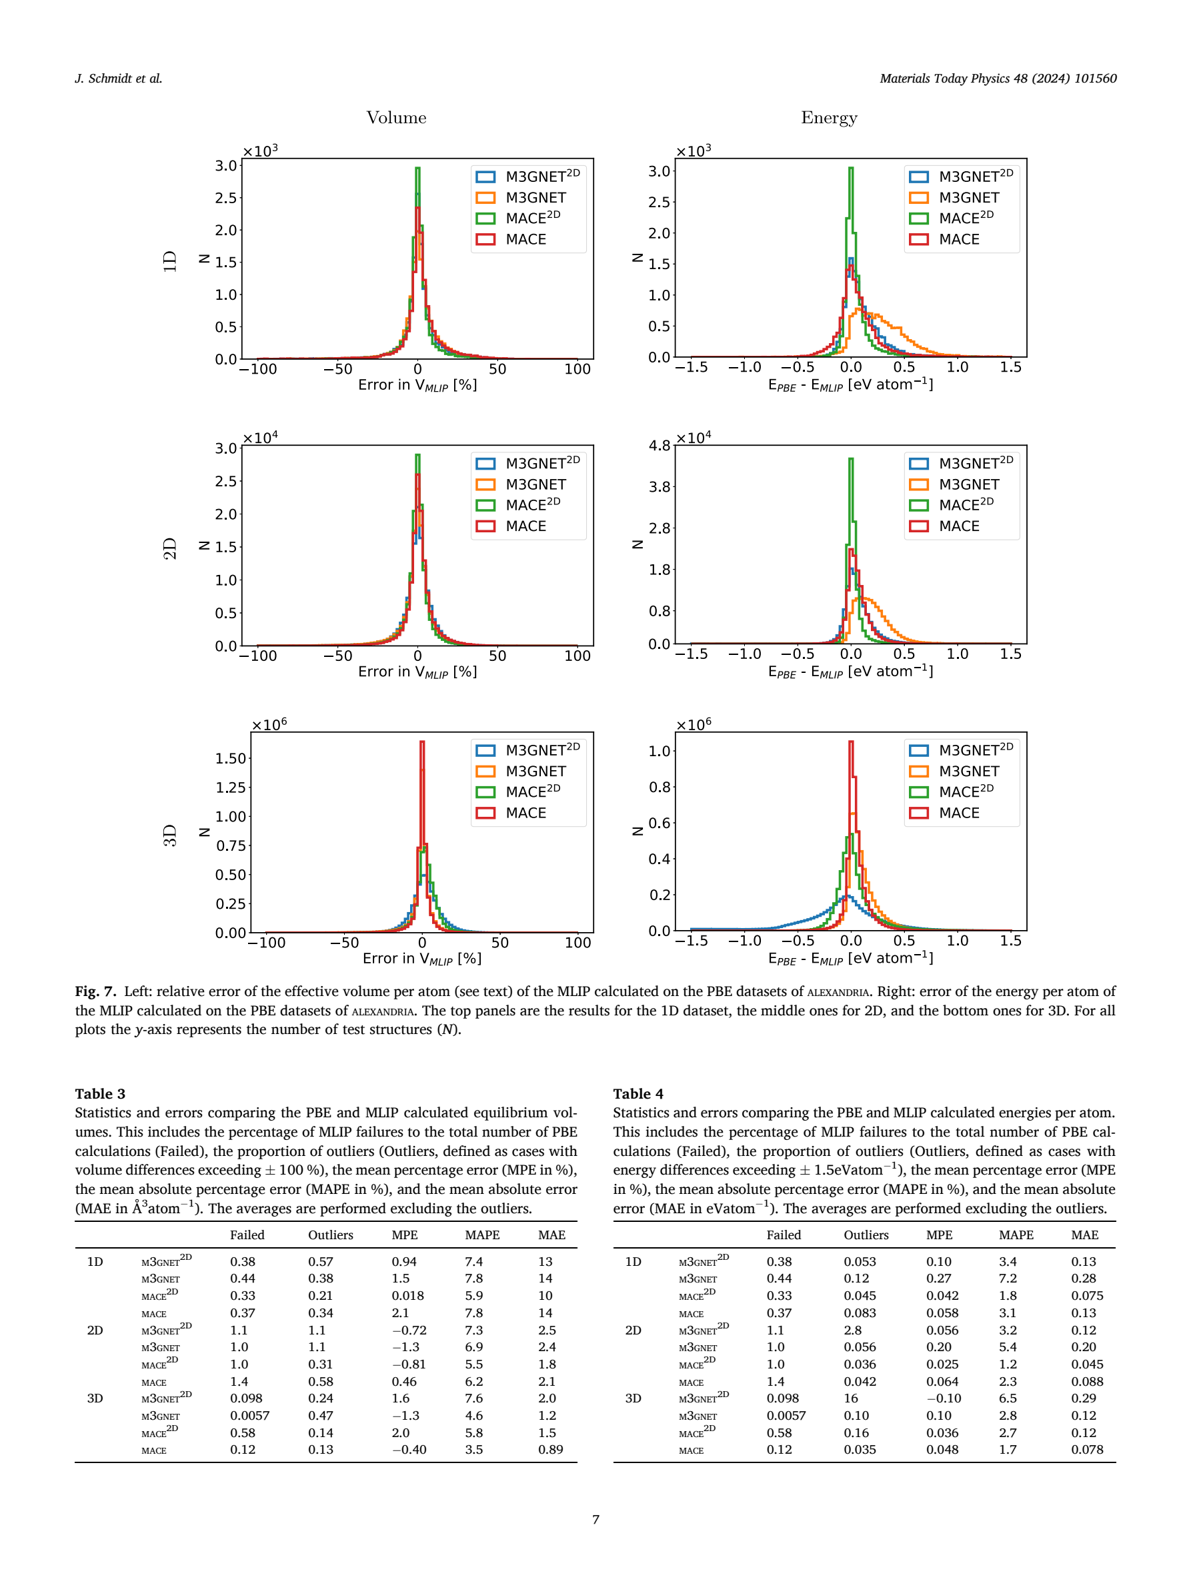 J. Schmidt et al.
Materials Today Physics 48 (2024) 101560
Volume
Energy
1D
×10³
3.0
2.5
2.0
1.5
1.0
0.5
0.0
N
−100 −50 0 50 100
Error in V_MLIP [%]
M3GNET²ᴰ
M3GNET
MACE²ᴰ
MACE
×10³
3.0
2.5
2.0
1.5
1.0
0.5
0.0
N
−1.5 −1.0 −0.5 0.0 0.5 1.0 1.5
E_PBE - E_MLIP [eV atom⁻¹]
M3GNET²ᴰ
M3GNET
MACE²ᴰ
MACE
2D
×10⁴
3.0
2.5
2.0
1.5
1.0
0.5
0.0
N
−100 −50 0 50 100
Error in V_MLIP [%]
M3GNET²ᴰ
M3GNET
MACE²ᴰ
MACE
×10⁴
4.8
3.8
2.8
1.8
0.8
0.0
N
−1.5 −1.0 −0.5 0.0 0.5 1.0 1.5
E_PBE - E_MLIP [eV atom⁻¹]
M3GNET²ᴰ
M3GNET
MACE²ᴰ
MACE
3D
×10⁶
1.50
1.25
1.00
0.75
0.50
0.25
0.00
N
−100 −50 0 50 100
Error in V_MLIP [%]
M3GNET²ᴰ
M3GNET
MACE²ᴰ
MACE
×10⁶
1.0
0.8
0.6
0.4
0.2
0.0
N
−1.5 −1.0 −0.5 0.0 0.5 1.0 1.5
E_PBE - E_MLIP [eV atom⁻¹]
M3GNET²ᴰ
M3GNET
MACE²ᴰ
MACE
Fig. 7. Left: relative error of the effective volume per atom (see text) of the MLIP calculated on the PBE datasets of ALEXANDRIA. Right: error of the energy per atom of
the MLIP calculated on the PBE datasets of ALEXANDRIA. The top panels are the results for the 1D dataset, the middle ones for 2D, and the bottom ones for 3D. For all
plots the y-axis represents the number of test structures (N).
Table 3
Statistics and errors comparing the PBE and MLIP calculated equilibrium vol-
umes. This includes the percentage of MLIP failures to the total number of PBE
calculations (Failed), the proportion of outliers (Outliers, defined as cases with
volume differences exceeding ± 100 %), the mean percentage error (MPE in %),
the mean absolute percentage error (MAPE in %), and the mean absolute error
(MAE in Å³atom⁻¹). The averages are performed excluding the outliers.
Failed Outliers MPE MAPE MAE
1D M3GNET²ᴰ 0.38 0.57 0.94 7.4 13
M3GNET 0.44 0.38 1.5 7.8 14
MACE²ᴰ 0.33 0.21 0.018 5.9 10
MACE 0.37 0.34 2.1 7.8 14
2D M3GNET²ᴰ 1.1 1.1 −0.72 7.3 2.5
M3GNET 1.0 1.1 −1.3 6.9 2.4
MACE²ᴰ 1.0 0.31 −0.81 5.5 1.8
MACE 1.4 0.58 0.46 6.2 2.1
3D M3GNET²ᴰ 0.098 0.24 1.6 7.6 2.0
M3GNET 0.0057 0.47 −1.3 4.6 1.2
MACE²ᴰ 0.58 0.14 2.0 5.8 1.5
MACE 0.12 0.13 −0.40 3.5 0.89
Table 4
Statistics and errors comparing the PBE and MLIP calculated energies per atom.
This includes the percentage of MLIP failures to the total number of PBE cal-
culations (Failed), the proportion of outliers (Outliers, defined as cases with
energy differences exceeding ± 1.5eVatom⁻¹), the mean percentage error (MPE
in %), the mean absolute percentage error (MAPE in %), and the mean absolute
error (MAE in eVatom⁻¹). The averages are performed excluding the outliers.
Failed Outliers MPE MAPE MAE
1D M3GNET²ᴰ 0.38 0.053 0.10 3.4 0.13
M3GNET 0.44 0.12 0.27 7.2 0.28
MACE²ᴰ 0.33 0.045 0.042 1.8 0.075
MACE 0.37 0.083 0.058 3.1 0.13
2D M3GNET²ᴰ 1.1 2.8 0.056 3.2 0.12
M3GNET 1.0 0.056 0.20 5.4 0.20
MACE²ᴰ 1.0 0.036 0.025 1.2 0.045
MACE 1.4 0.042 0.064 2.3 0.088
3D M3GNET²ᴰ 0.098 16 −0.10 6.5 0.29
M3GNET 0.0057 0.10 0.10 2.8 0.12
MACE²ᴰ 0.58 0.16 0.036 2.7 0.12
MACE 0.12 0.035 0.048 1.7 0.078
7